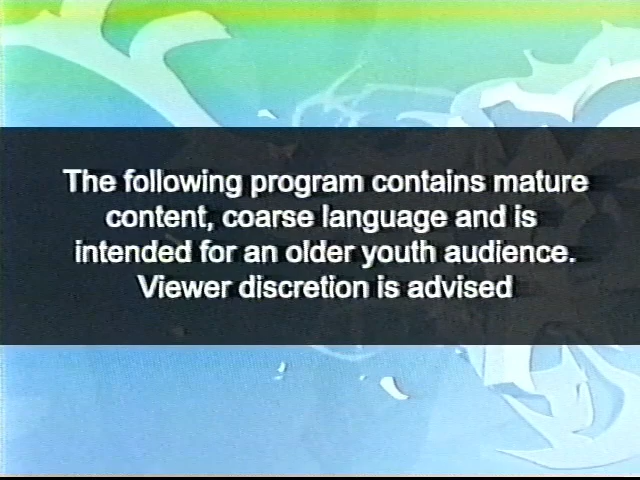 The following program contains mature
content, coarse language and is
intended for an older youth audience.
Viewer discretion is advised